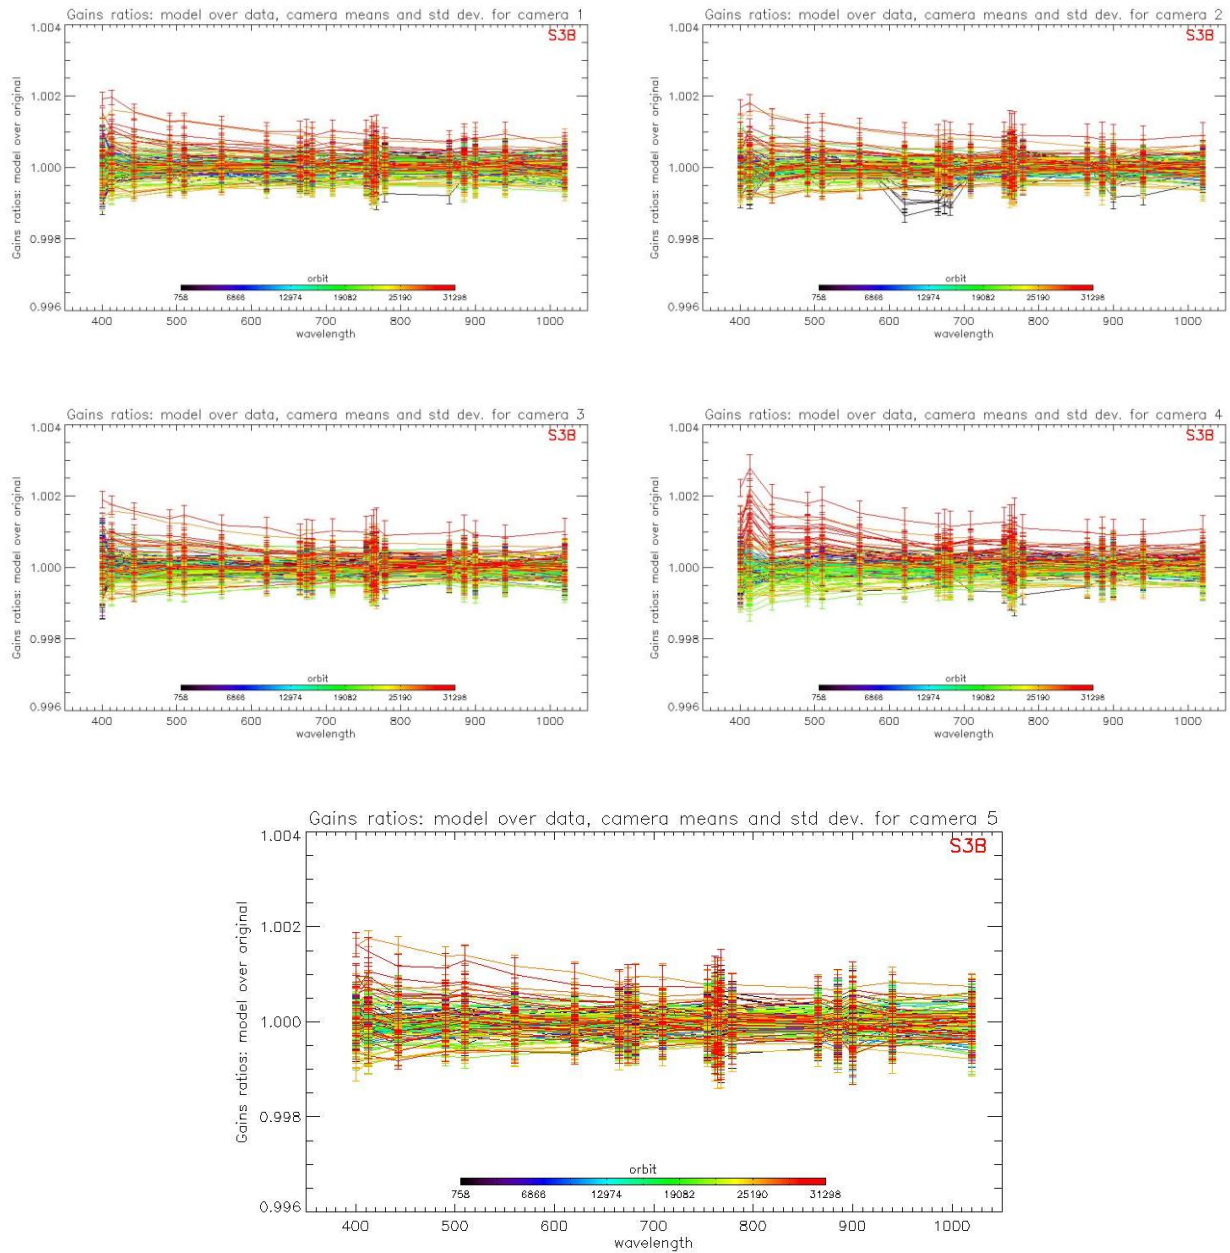 Gains ratios: model over data, camera means and std dev. for camera 1
S3B
1.004
1.002
1.000
0.998
0.996
Gains ratios: model over original
orbit
758 6866 12974 19082 25190 31298
400 500 600 700 800 900 1000
wavelength
Gains ratios: model over data, camera means and std dev. for camera 2
S3B
1.004
1.002
1.000
0.998
0.996
Gains ratios: model over original
orbit
758 6866 12974 19082 25190 31298
400 500 600 700 800 900 1000
wavelength
Gains ratios: model over data, camera means and std dev. for camera 3
S3B
1.004
1.002
1.000
0.998
0.996
Gains ratios: model over original
orbit
758 6866 12974 19082 25190 31298
400 500 600 700 800 900 1000
wavelength
Gains ratios: model over data, camera means and std dev. for camera 4
S3B
1.004
1.002
1.000
0.998
0.996
Gains ratios: model over original
orbit
758 6866 12974 19082 25190 31298
400 500 600 700 800 900 1000
wavelength
Gains ratios: model over data, camera means and std dev. for camera 5
S3B
1.004
1.002
1.000
0.998
0.996
Gains ratios: model over original
orbit
758 6866 12974 19082 25190 31298
400 500 600 700 800 900 1000
wavelength